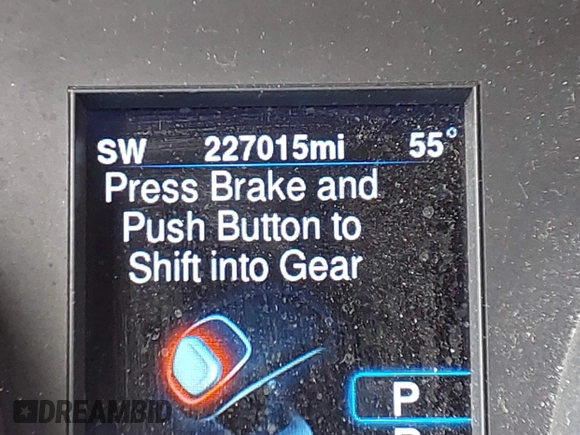 SW 227015mi 55°
Press Brake and
Push Button to
Shift into Gear
P
DREAMBID